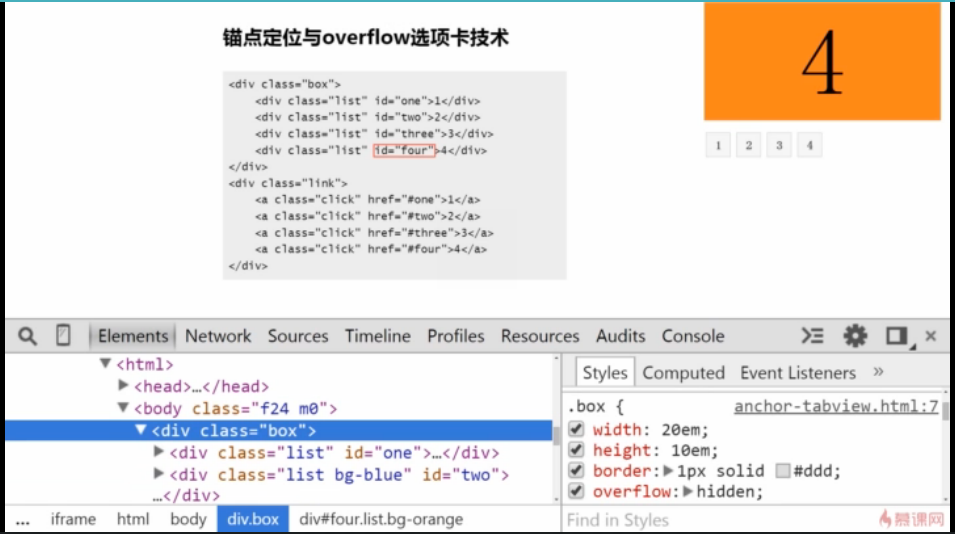 锚点定位与overflow选项卡技术
<div class="box">
<div class="list" id="one">1</div>
<div class="list" id="two">2</div>
<div class="list" id="three">3</div>
<div class="list" id="four">4</div>
</div>
<div class="link">
<a class="click" href="#one">1</a>
<a class="click" href="#two">2</a>
<a class="click" href="#three">3</a>
<a class="click" href="#four">4</a>
</div>
4
1 2 3 4
Elements Network Sources Timeline Profiles Resources Audits Console
<html>
<head>…</head>
<body class="f24 m0">
<div class="box">
<div class="list" id="one">…</div>
<div class="list bg-blue" id="two">
…</div>
... iframe html body div.box div#four.list.bg-orange
Styles Computed Event Listeners »
.box { anchor-tabview.html:7
width: 20em;
height: 10em;
border: 1px solid #ddd;
overflow: hidden;
Find in Styles
慕课网